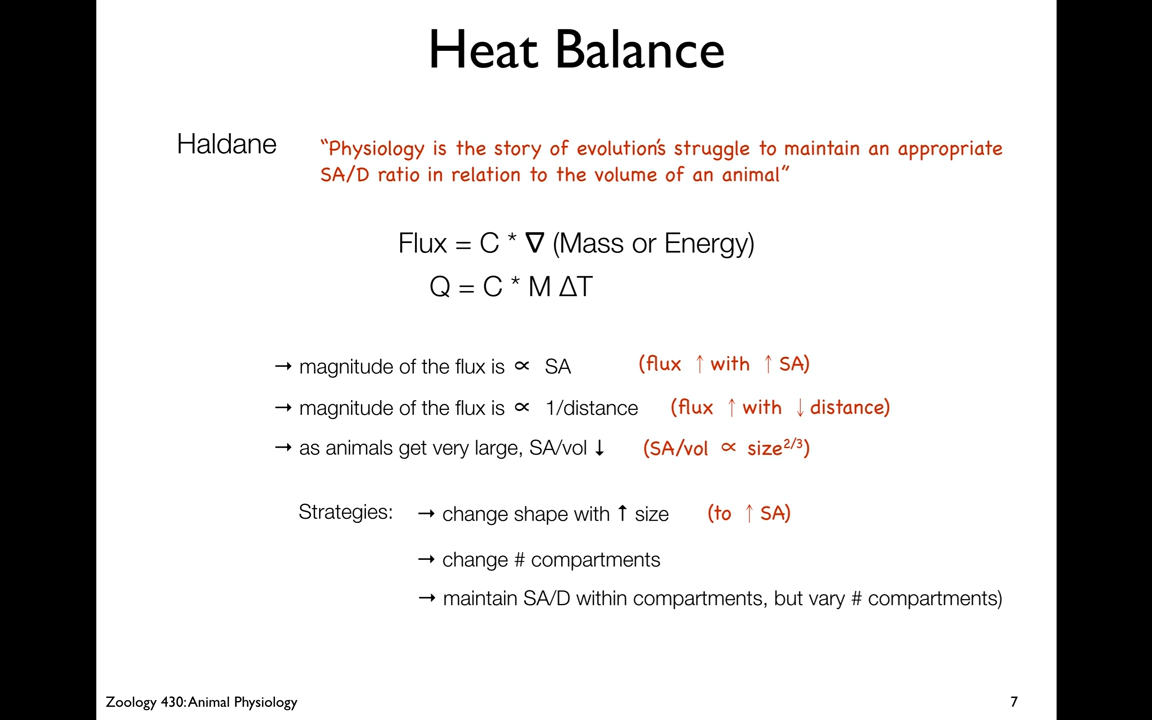 Heat Balance
Haldane
“Physiology is the story of evolution’s struggle to maintain an appropriate
SA/D ratio in relation to the volume of an animal”
Flux = C * ∇ (Mass or Energy)
Q = C * M ΔT
→ magnitude of the flux is ∝ SA (flux ↑ with ↑ SA)
→ magnitude of the flux is ∝ 1/distance (flux ↑ with ↓ distance)
→ as animals get very large, SA/vol ↓ (SA/vol ∝ size²/³)
Strategies: → change shape with ↑ size (to ↑ SA)
→ change # compartments
→ maintain SA/D within compartments, but vary # compartments)
Zoology 430: Animal Physiology 7